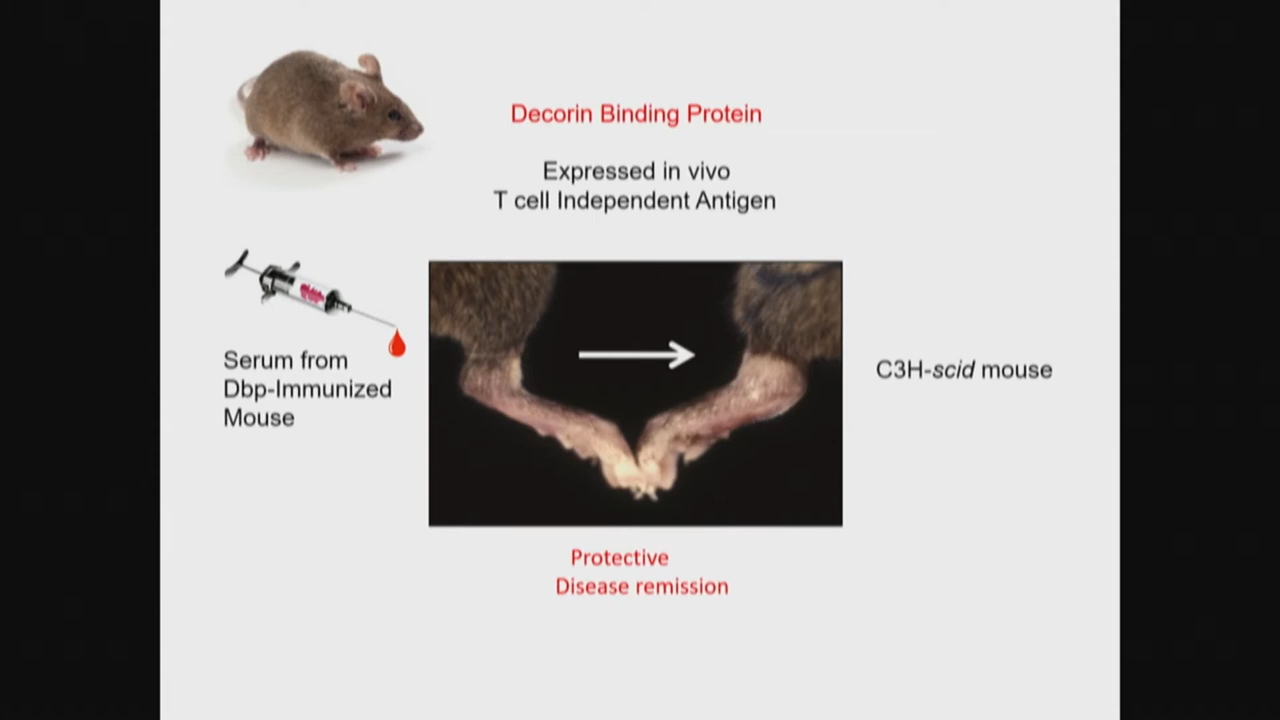 Decorin Binding Protein
Expressed in vivo
T cell Independent Antigen
Serum from
Dbp-Immunized
Mouse
C3H-scid mouse
Protective
Disease remission